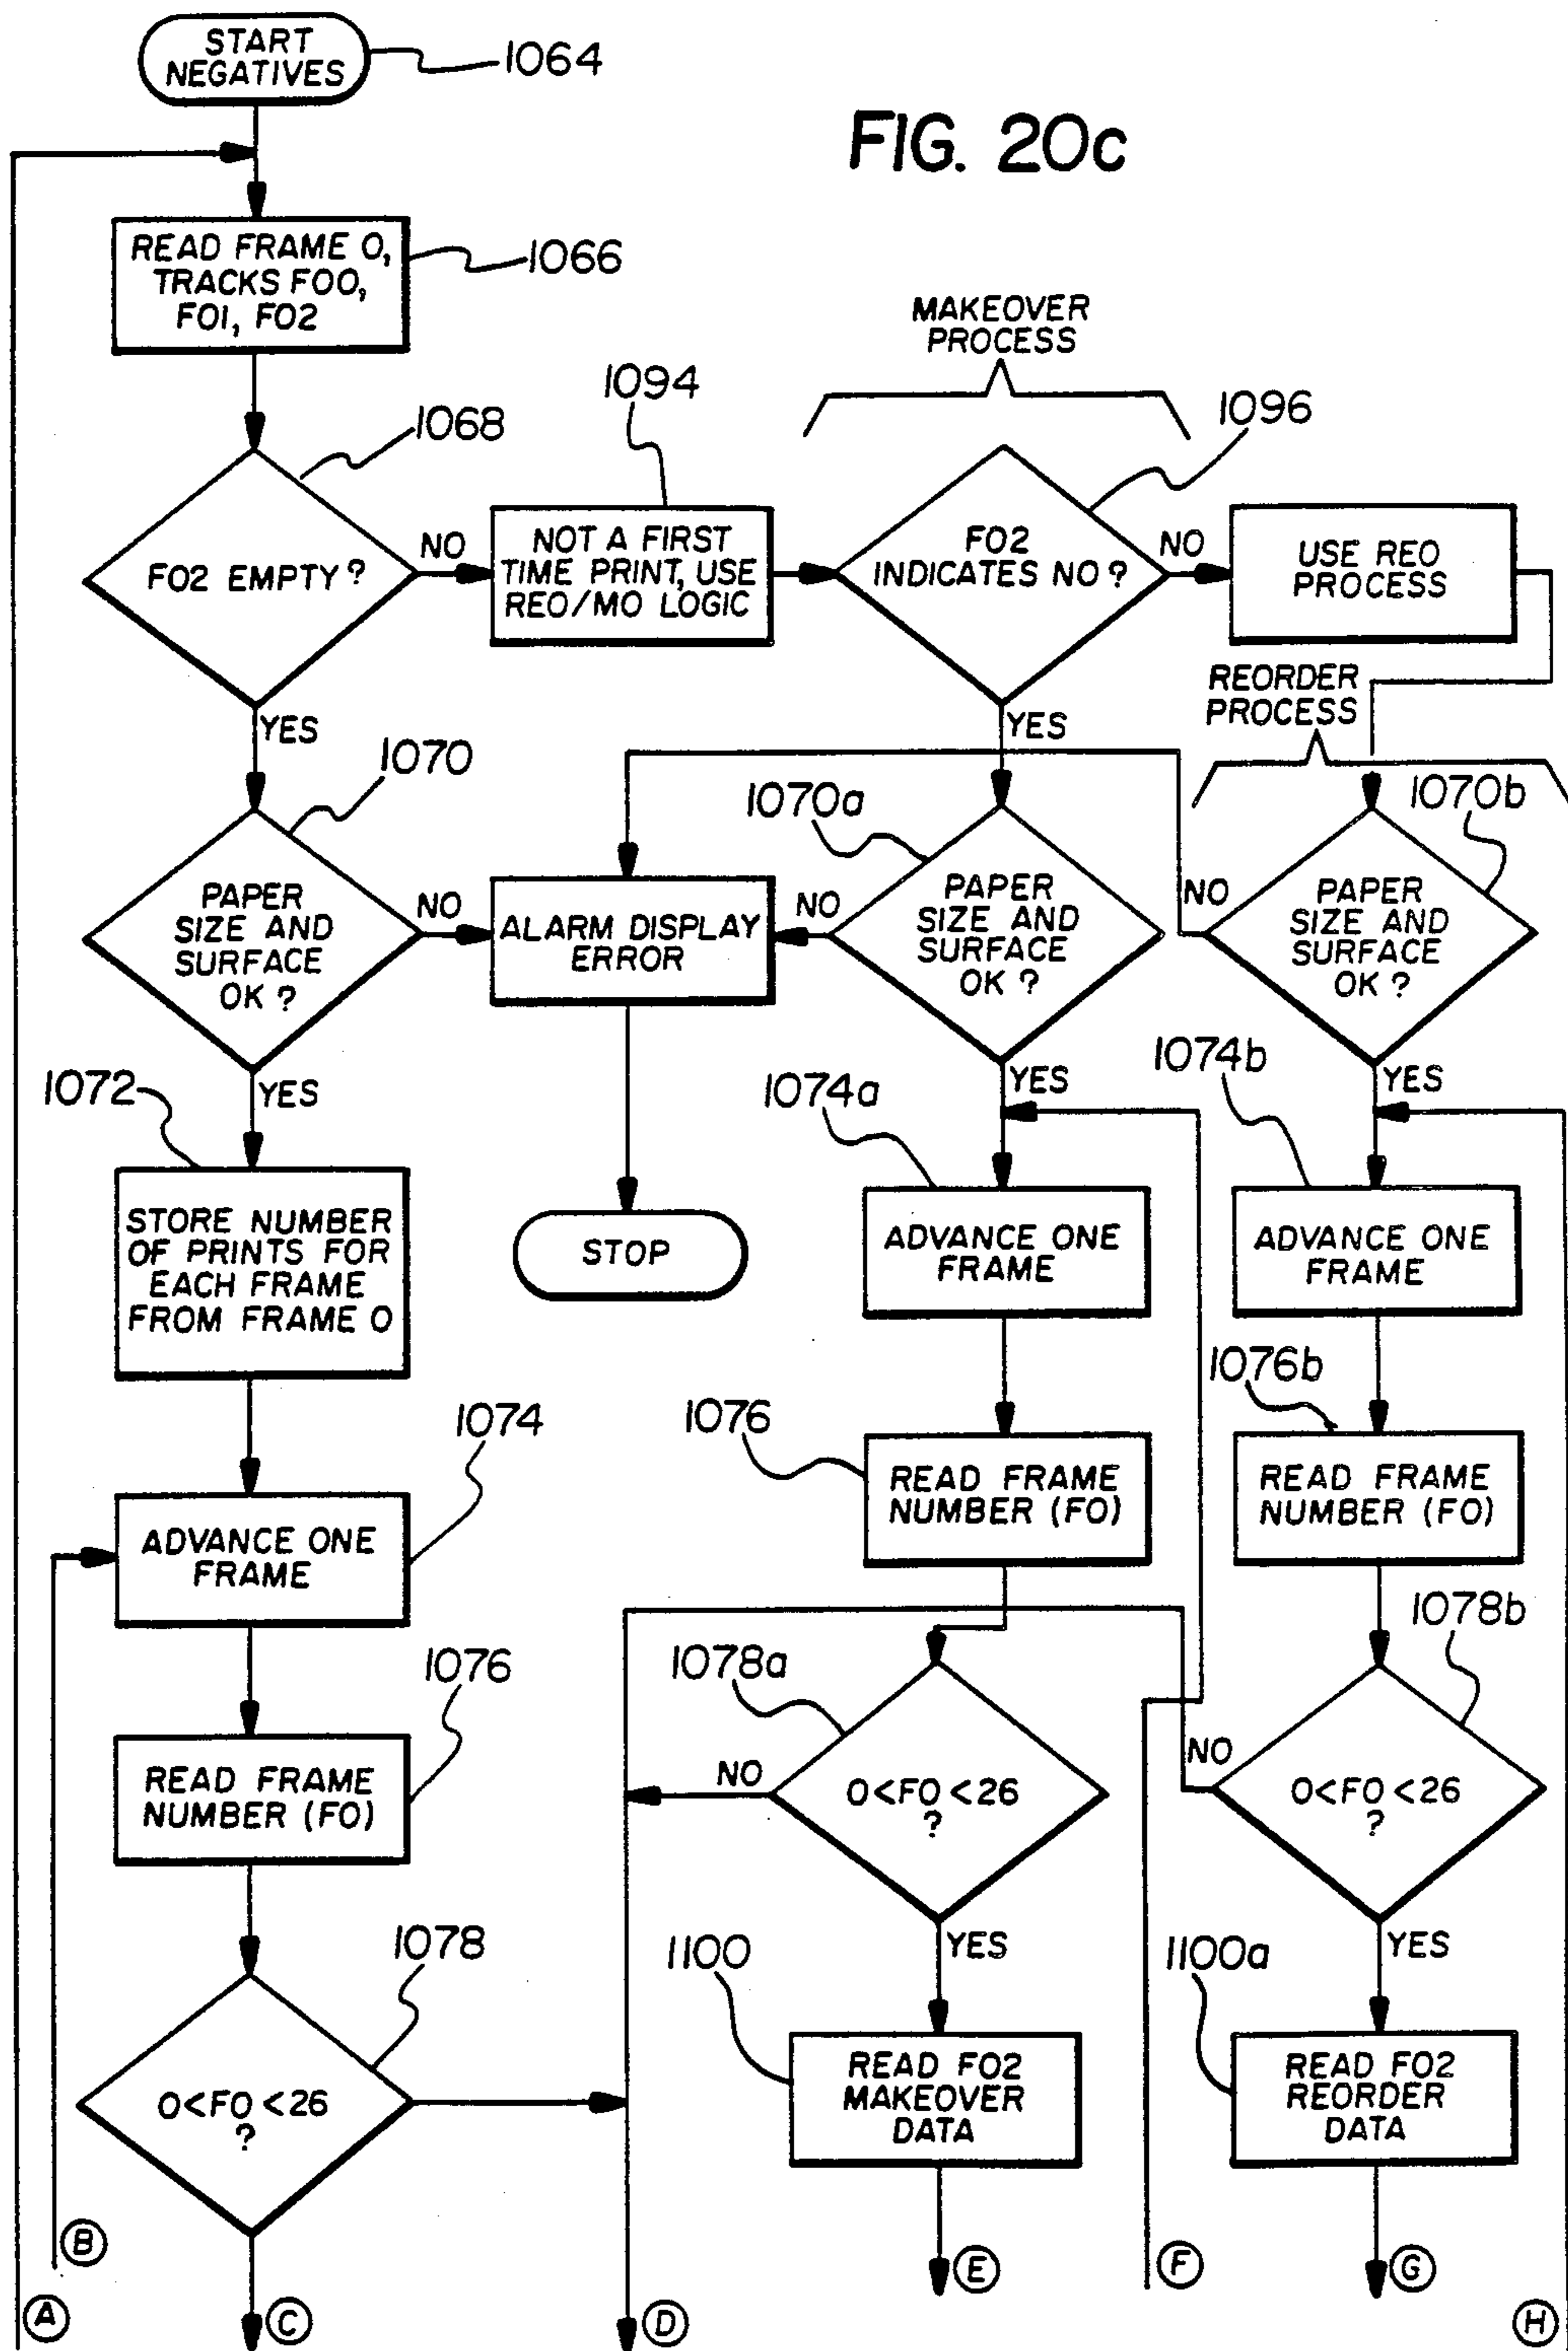 START
NEGATIVES
1064
FIG. 20c
READ FRAME 0,
TRACKS F00,
F01, F02
1066
MAKEOVER
PROCESS
1094
1096
1068
F02 EMPTY?
NO
NOT A FIRST
TIME PRINT, USE
REO/MO LOGIC
F02
INDICATES NO?
NO
USE REO
PROCESS
REORDER
PROCESS
YES
YES
1070
1070a
1070b
PAPER
SIZE AND
SURFACE
OK?
NO
ALARM DISPLAY
ERROR
NO
PAPER
SIZE AND
SURFACE
OK?
NO
PAPER
SIZE AND
SURFACE
OK?
YES
YES
YES
1072
1074a
1074b
STORE NUMBER
OF PRINTS FOR
EACH FRAME
FROM FRAME 0
STOP
ADVANCE ONE
FRAME
ADVANCE ONE
FRAME
1074
1076
1076b
ADVANCE ONE
FRAME
READ FRAME
NUMBER (F0)
READ FRAME
NUMBER (F0)
1076
1078a
1078b
READ FRAME
NUMBER (F0)
NO
0<F0<26
?
NO
0<F0<26
?
YES
YES
1078
1100
1100a
0<F0<26
?
READ F02
MAKEOVER
DATA
READ F02
REORDER
DATA
A
B
C
D
E
F
G
H